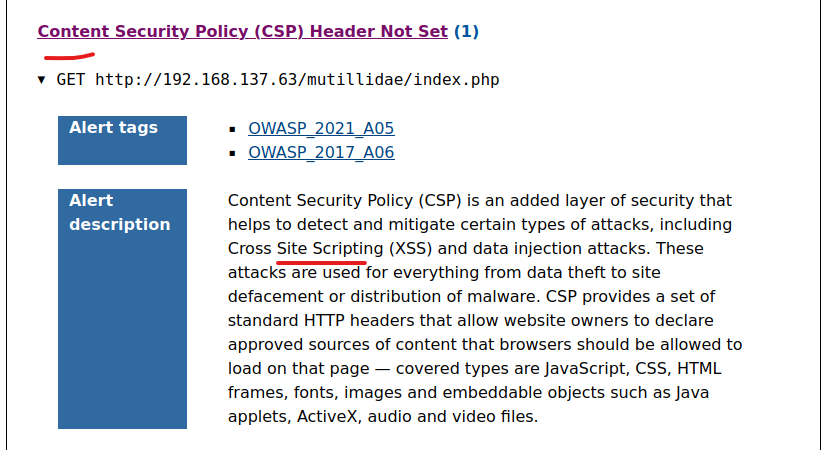 Content Security Policy (CSP) Header Not Set (1)
▼ GET http://192.168.137.63/mutillidae/index.php
Alert tags
▪ OWASP_2021_A05
▪ OWASP_2017_A06
Alert
description
Content Security Policy (CSP) is an added layer of security that
helps to detect and mitigate certain types of attacks, including
Cross Site Scripting (XSS) and data injection attacks. These
attacks are used for everything from data theft to site
defacement or distribution of malware. CSP provides a set of
standard HTTP headers that allow website owners to declare
approved sources of content that browsers should be allowed to
load on that page — covered types are JavaScript, CSS, HTML
frames, fonts, images and embeddable objects such as Java
applets, ActiveX, audio and video files.